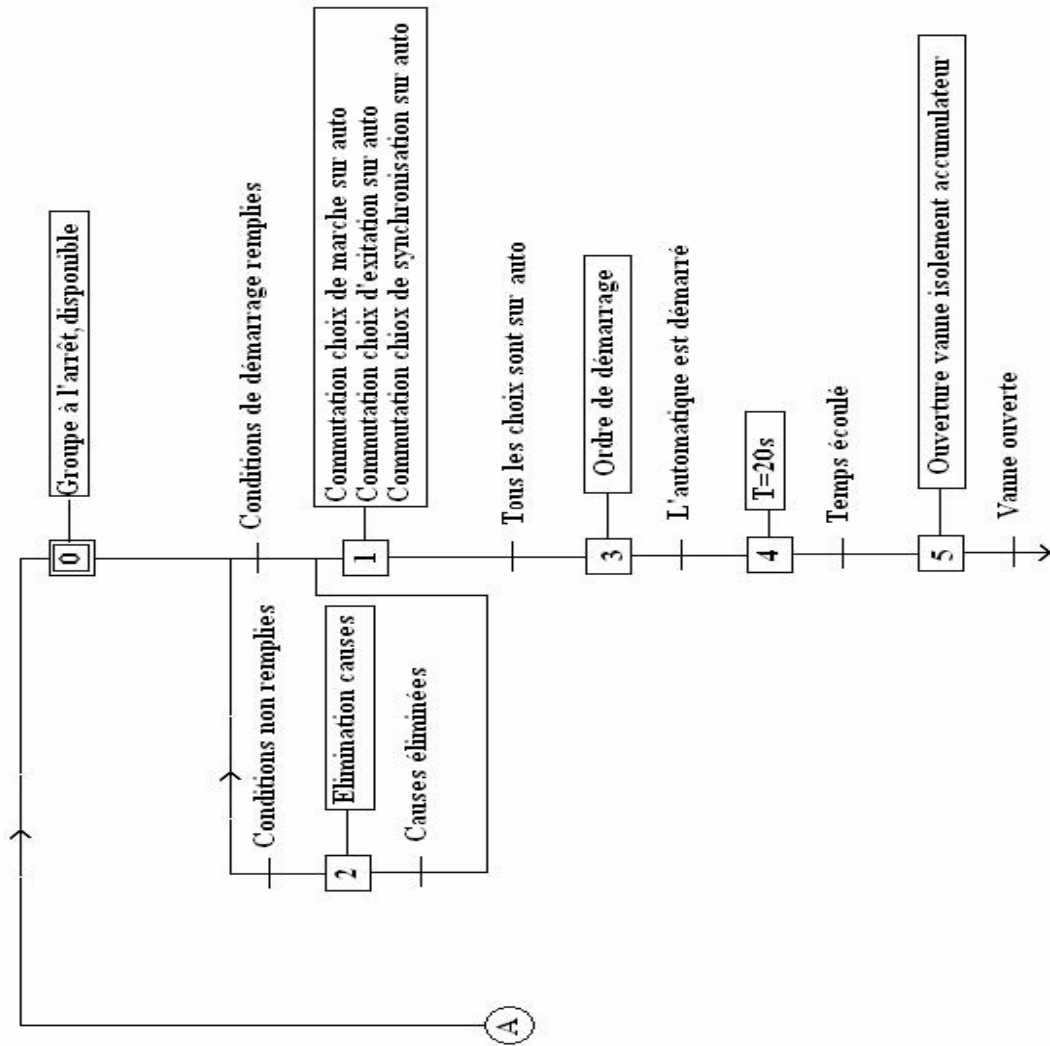 0
Groupe à l'arrêt, disponible
Conditions de démarrage remplies
Conditions non remplies
1
Commutation choix de marche sur auto
Commutation choix d'exitation sur auto
Commutation chiox de synchronisation sur auto
2
Elimination causes
Causes éliminées
Tous les choix sont sur auto
3
Ordre de démarrage
L'automatique est démarré
4
T=20s
Temps écoulé
5
Ouverture vanne isolement accumulateur
Vanne ouverte
A